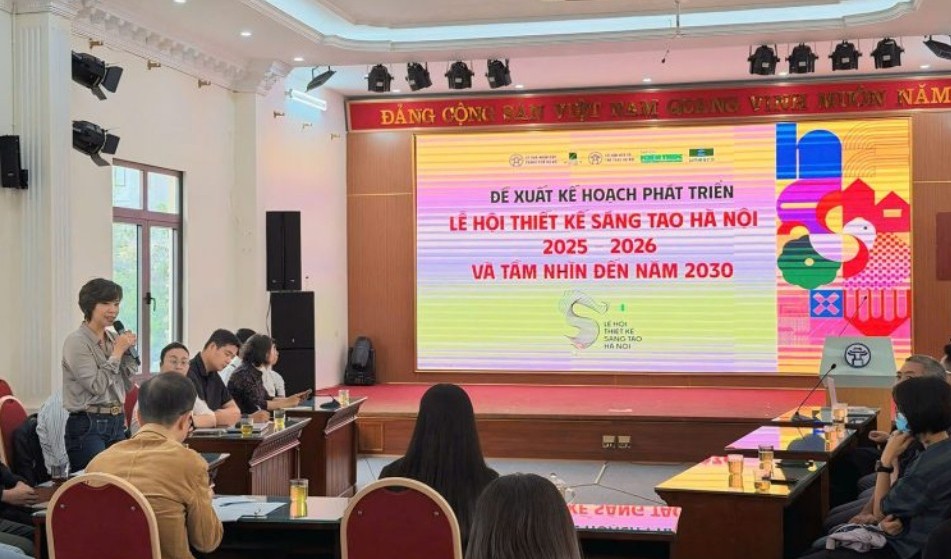 ĐẢNG CỘNG SẢN VIỆT NAM QUANG VINH MUÔN NĂM
ĐỀ XUẤT KẾ HOẠCH PHÁT TRIỂN
LỄ HỘI THIẾT KẾ SÁNG TẠO HÀ NỘI
2025 - 2026
VÀ TẦM NHÌN ĐẾN NĂM 2030
LỄ HỘI
THIẾT KẾ
SÁNG TẠO
HÀ NỘI